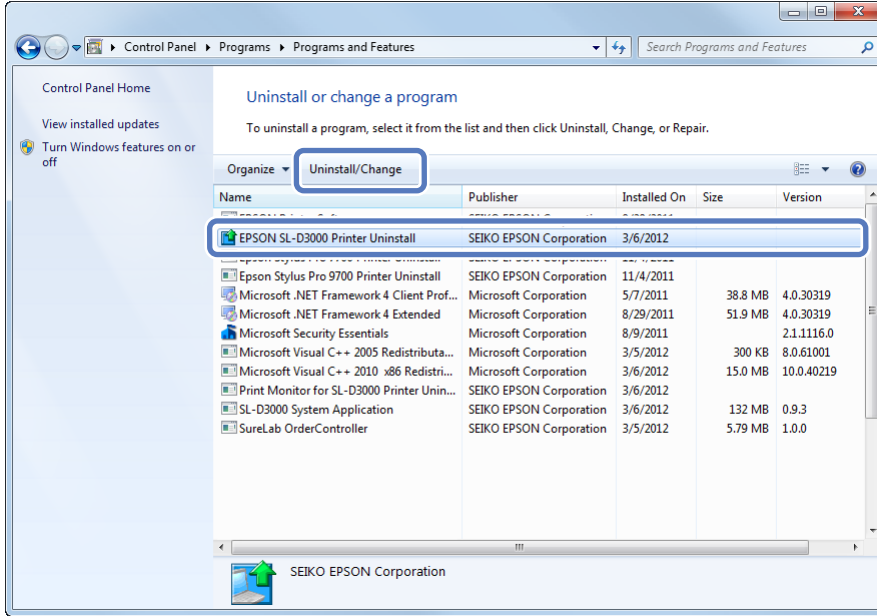 Control Panel Programs Programs and Features Search Programs and Features
Control Panel Home
View installed updates
Turn Windows features on or
off
Uninstall or change a program
To uninstall a program, select it from the list and then click Uninstall, Change, or Repair.
Organize Uninstall/Change
Name Publisher Installed On Size Version
EPSON SL-D3000 Printer Uninstall SEIKO EPSON Corporation 3/6/2012
Epson Stylus Pro 9700 Printer Uninstall SEIKO EPSON Corporation 11/4/2011
Microsoft .NET Framework 4 Client Prof... Microsoft Corporation 5/7/2011 38.8 MB 4.0.30319
Microsoft .NET Framework 4 Extended Microsoft Corporation 8/29/2011 51.9 MB 4.0.30319
Microsoft Security Essentials Microsoft Corporation 8/9/2011 2.1.1116.0
Microsoft Visual C++ 2005 Redistributa... Microsoft Corporation 3/5/2012 300 KB 8.0.61001
Microsoft Visual C++ 2010 x86 Redistri... Microsoft Corporation 3/6/2012 15.0 MB 10.0.40219
Print Monitor for SL-D3000 Printer Unin... SEIKO EPSON Corporation 3/6/2012
SL-D3000 System Application SEIKO EPSON Corporation 3/6/2012 132 MB 0.9.3
SureLab OrderController SEIKO EPSON Corporation 3/5/2012 5.79 MB 1.0.0
SEIKO EPSON Corporation